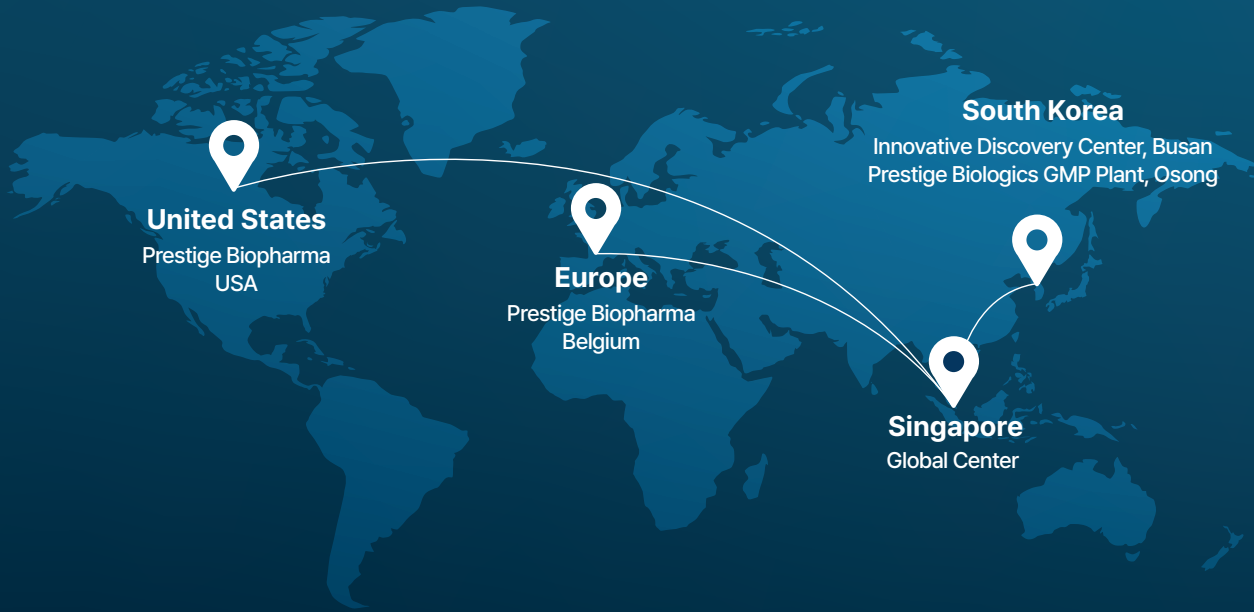 South Korea
Innovative Discovery Center, Busan
Prestige Biologics GMP Plant, Osong
United States
Prestige Biopharma
USA
Europe
Prestige Biopharma
Belgium
Singapore
Global Center